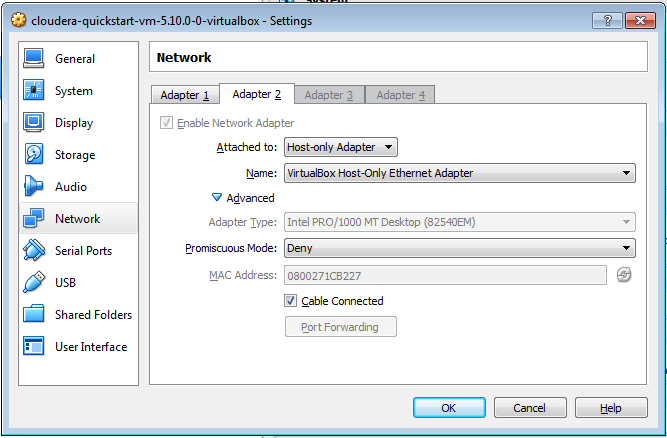 System
cloudera-quickstart-vm-5.10.0-0-virtualbox - Settings
General
System
Display
Storage
Audio
Network
Serial Ports
USB
Shared Folders
User Interface
Network
Adapter 1 Adapter 2 Adapter 3 Adapter 4
Enable Network Adapter
Attached to: Host-only Adapter
Name: VirtualBox Host-Only Ethernet Adapter
Advanced
Adapter Type: Intel PRO/1000 MT Desktop (82540EM)
Promiscuous Mode: Deny
MAC Address: 0800271CB227
Cable Connected
Port Forwarding
OK Cancel Help